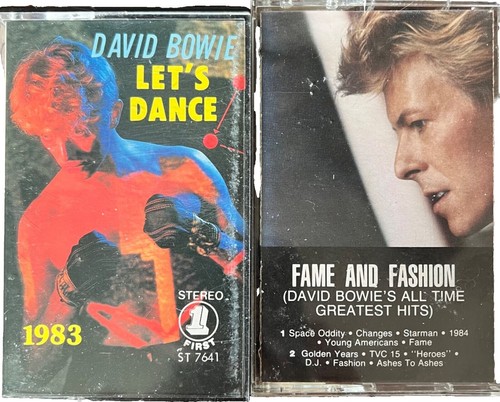 DAVID BOWIE
LET'S
DANCE
1983
STEREO
1
FIRST
ST 7641
FAME AND FASHION
(DAVID BOWIE'S ALL TIME
GREATEST HITS)
1 Space Oddity • Changes • Starman • 1984
• Young Americans • Fame
2 Golden Years • TVC 15 • "Heroes" •
D.J. • Fashion • Ashes To Ashes